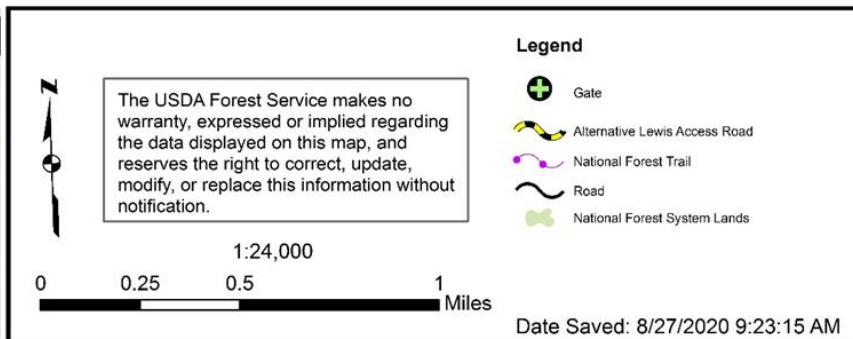 N
The USDA Forest Service makes no
warranty, expressed or implied regarding
the data displayed on this map, and
reserves the right to correct, update,
modify, or replace this information without
notification.
1:24,000
0 0.25 0.5 1
Miles
Legend
Gate
Alternative Lewis Access Road
National Forest Trail
Road
National Forest System Lands
Date Saved: 8/27/2020 9:23:15 AM